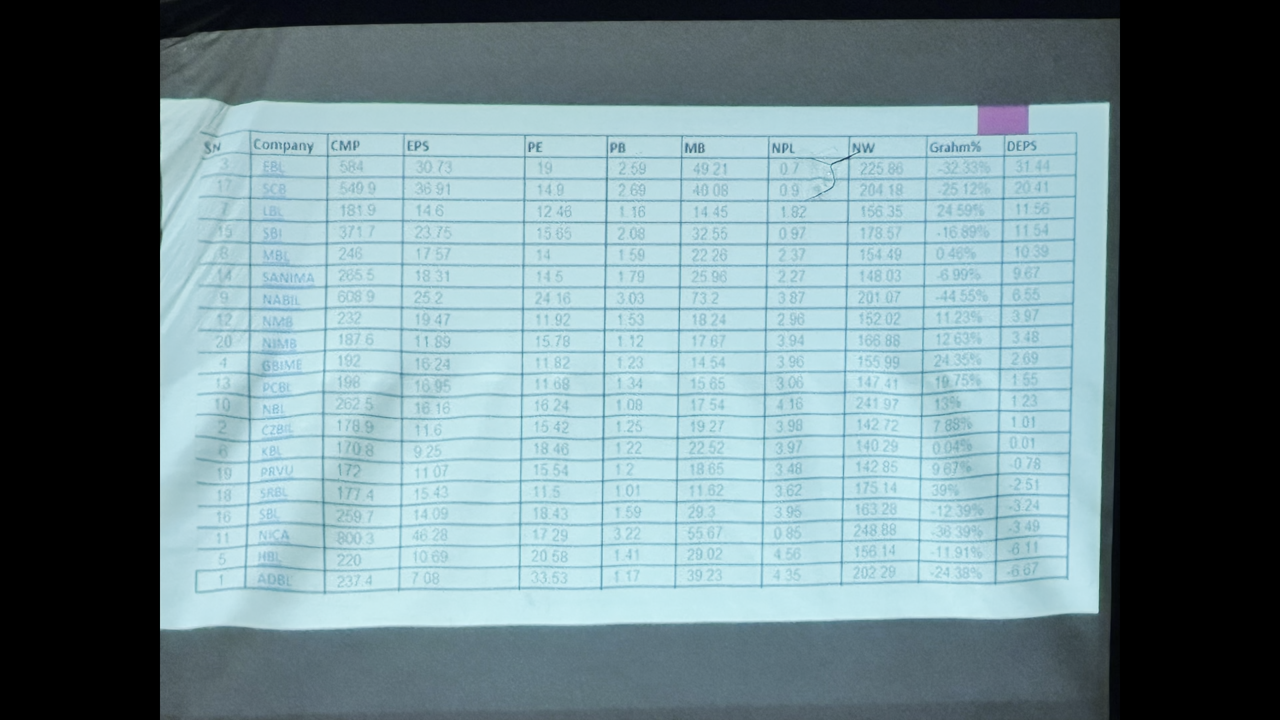 SN Company CMP EPS PE PB MB NPL NW Grahm% DEPS
3 EBL 584 30.73 19 2.59 49.21 0.7 225.86 -32.33% 31.44
17 SCB 549.9 36.91 14.9 2.69 40.08 0.9 204.18 -25.12% 20.41
7 LBL 181.9 14.6 12.46 1.16 14.45 1.82 156.35 24.59% 11.56
15 SBI 371.7 23.75 15.65 2.08 32.55 0.97 178.57 -16.89% 11.54
8 MBL 246 17.57 14 1.59 22.26 2.37 154.49 0.46% 10.39
14 SANIMA 265.5 18.31 14.5 1.79 25.96 2.27 148.03 -6.99% 9.67
9 NABIL 608.9 25.2 24.16 3.03 73.2 3.87 201.07 -44.55% 6.55
12 NMB 232 19.47 11.92 1.53 18.24 2.96 152.02 11.23% 3.97
20 NIMB 187.6 11.89 15.78 1.12 17.67 3.94 166.88 12.63% 3.48
4 GBIME 192 16.24 11.82 1.23 14.54 3.96 155.99 24.35% 2.69
13 PCBL 198 16.95 11.68 1.34 15.65 3.06 147.41 19.75% 1.55
10 NBL 262.5 16.16 16.24 1.08 17.54 4.16 241.97 13% 1.23
2 CZBIL 178.9 11.6 15.42 1.25 19.27 3.98 142.72 7.88% 1.01
6 KBL 170.8 9.25 18.46 1.22 22.52 3.97 140.29 0.04% 0.01
19 PRVU 172 11.07 15.54 1.2 18.65 3.48 142.85 9.67% -0.78
18 SRBL 177.4 15.43 11.5 1.01 11.62 3.62 175.14 39% -2.51
16 SBL 259.7 14.09 18.43 1.59 29.3 3.95 163.28 -12.39% -3.24
11 NICA 800.3 46.28 17.29 3.22 55.67 0.85 248.88 -36.39% -3.49
5 HBL 220 10.69 20.58 1.41 29.02 4.56 156.14 -11.91% -6.11
1 ADBL 237.4 7.08 33.53 1.17 39.23 4.35 202.29 -24.38% -6.67